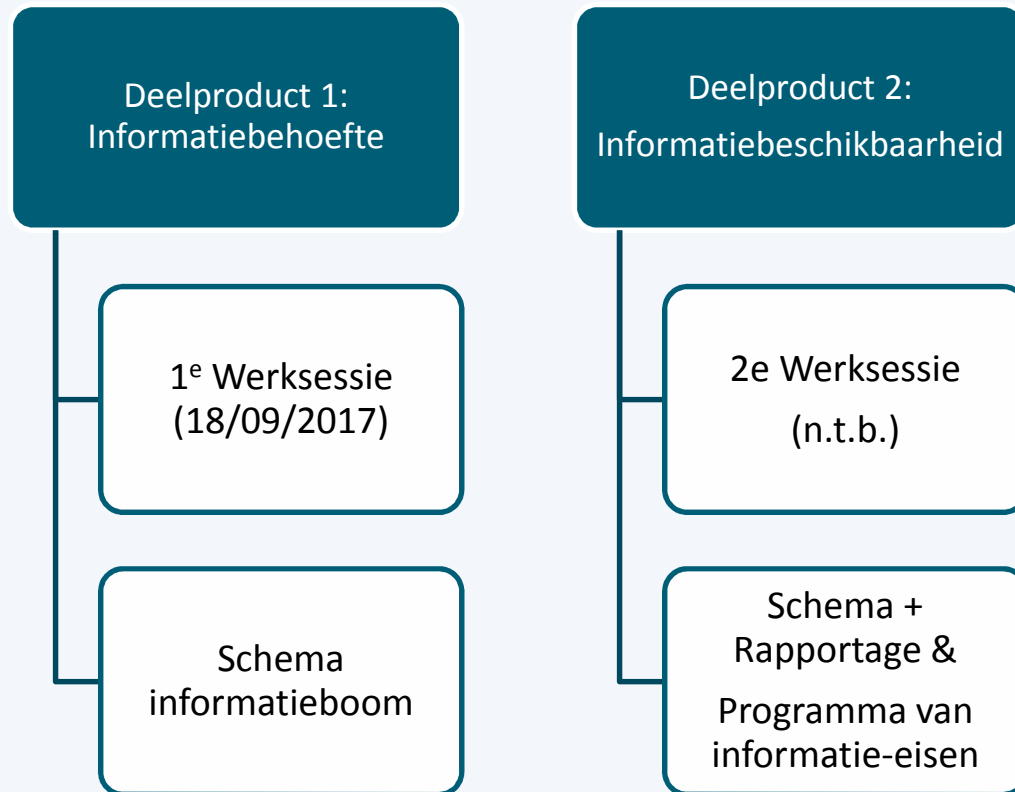 Deelproduct 1:
Informatiebehoefte
1e Werksessie
(18/09/2017)
Schema
informatieboom
Deelproduct 2:
Informatiebeschikbaarheid
2e Werksessie
(n.t.b.)
Schema +
Rapportage &
Programma van
informatie-eisen